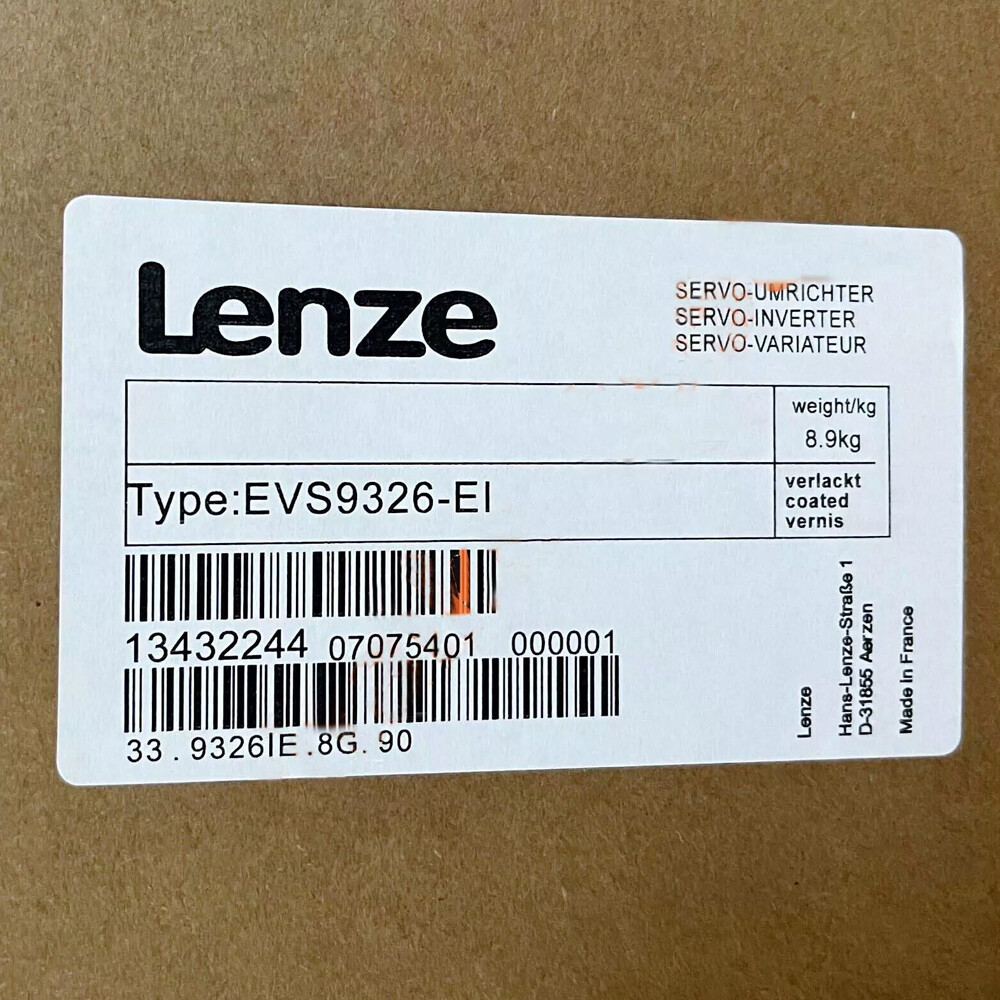 Lenze
SERVO-UMRICHTER
SERVO-INVERTER
SERVO-VARIATEUR
weight/kg
8.9kg
Type:EVS9326-EI
verlackt
coated
vernis
13432244 07075401 000001
33.9326IE.8G.90
Lenze
Hans-Lenze-Straße 1
D-31855 Aerzen
Made in France